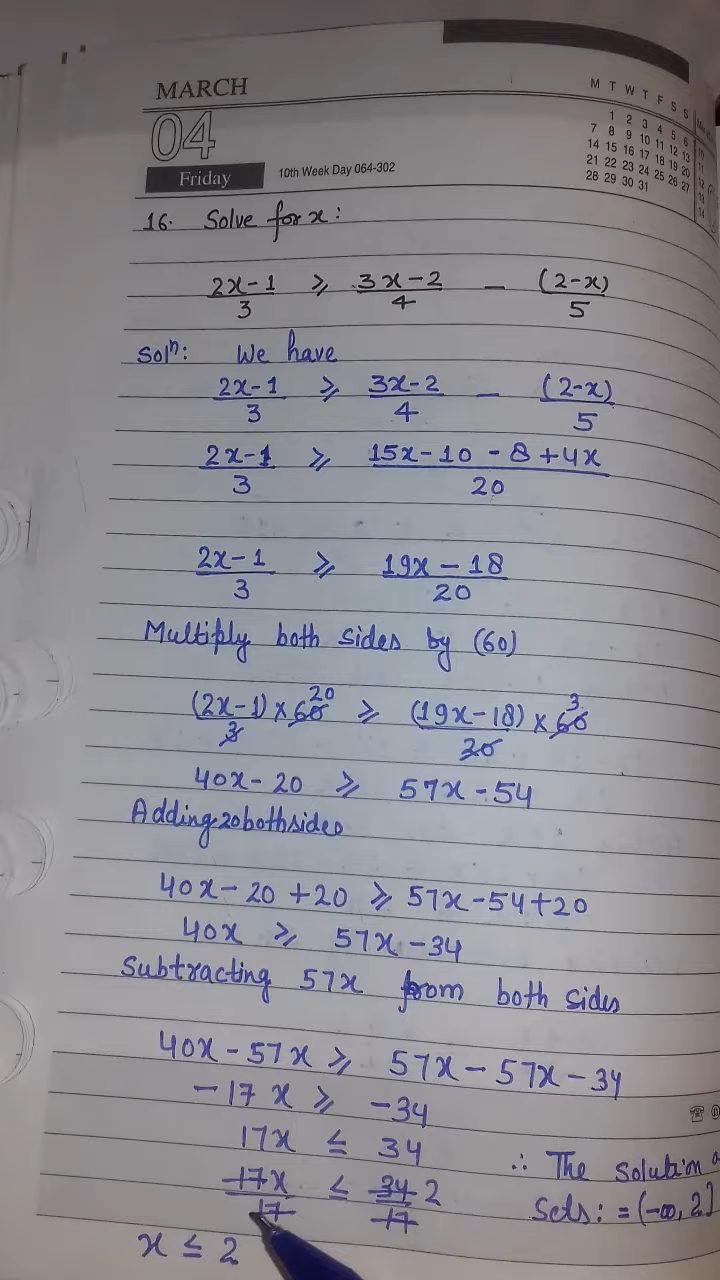 MARCH
M T W T F S S
1 2 3 4 5 6
7 8 9 10 11 12 13
14 15 16 17 18 19 20
21 22 23 24 25 26 27
28 29 30 31
04
Friday
10th Week Day 064-302
16. Solve for x:
(2x-1)/3 ⩾ (3x-2)/4 - (2-x)/5
Solⁿ: We have
(2x-1)/3 ⩾ (3x-2)/4 - (2-x)/5
(2x-1)/3 ⩾ (15x-10-8+4x)/20
(2x-1)/3 ⩾ (19x-18)/20
Multiply both sides by (60)
(2x-1)×60/3 20 ⩾ (19x-18)×60/20 3
40x-20 ⩾ 57x-54
Adding 20 both sides
40x-20+20 ⩾ 57x-54+20
40x ⩾ 57x-34
Subtracting 57x from both sides
40x-57x ⩾ 57x-57x-34
-17x ⩾ -34
17x ≤ 34
17x/17 ≤ 34/17 2
x ≤ 2
∴ The solution
Sets: = (-∞, 2]